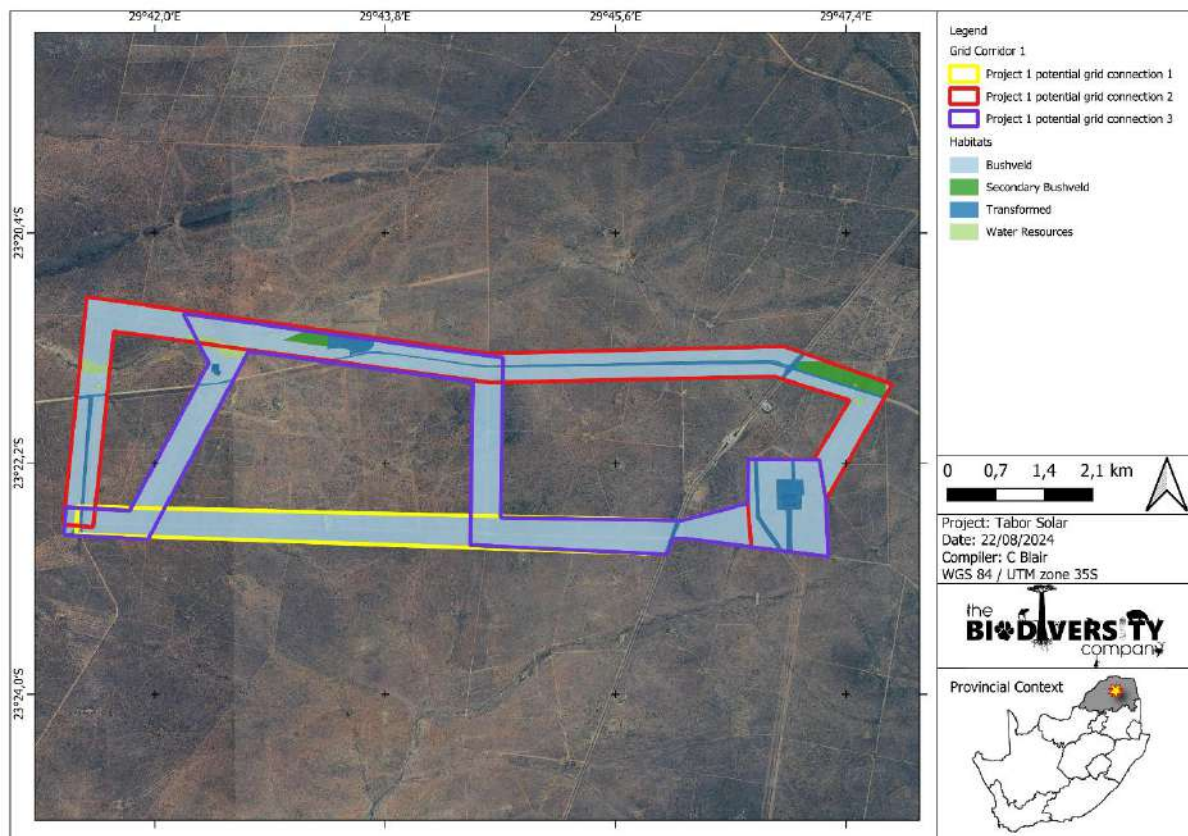 29°42,0'E 29°43,8'E 29°45,6'E 29°47,4'E
23°20,4'S
23°22,2'S
23°24,0'S
Legend
Grid Corridor 1
Project 1 potential grid connection 1
Project 1 potential grid connection 2
Project 1 potential grid connection 3
Habitats
Bushveld
Secondary Bushveld
Transformed
Water Resources
0 0,7 1,4 2,1 km
Project: Tabor Solar
Date: 22/08/2024
Compiler: C Blair
WGS 84 / UTM zone 35S
the
BIODIVERSITY
company
Provincial Context